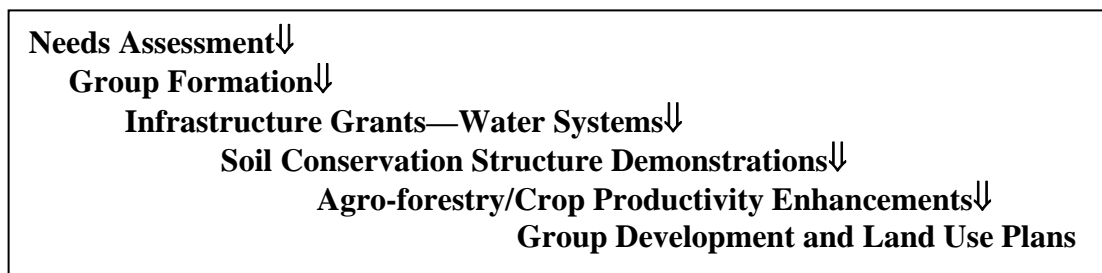 Needs Assessment⇓
Group Formation⇓
Infrastructure Grants—Water Systems⇓
Soil Conservation Structure Demonstrations⇓
Agro-forestry/Crop Productivity Enhancements⇓
Group Development and Land Use Plans